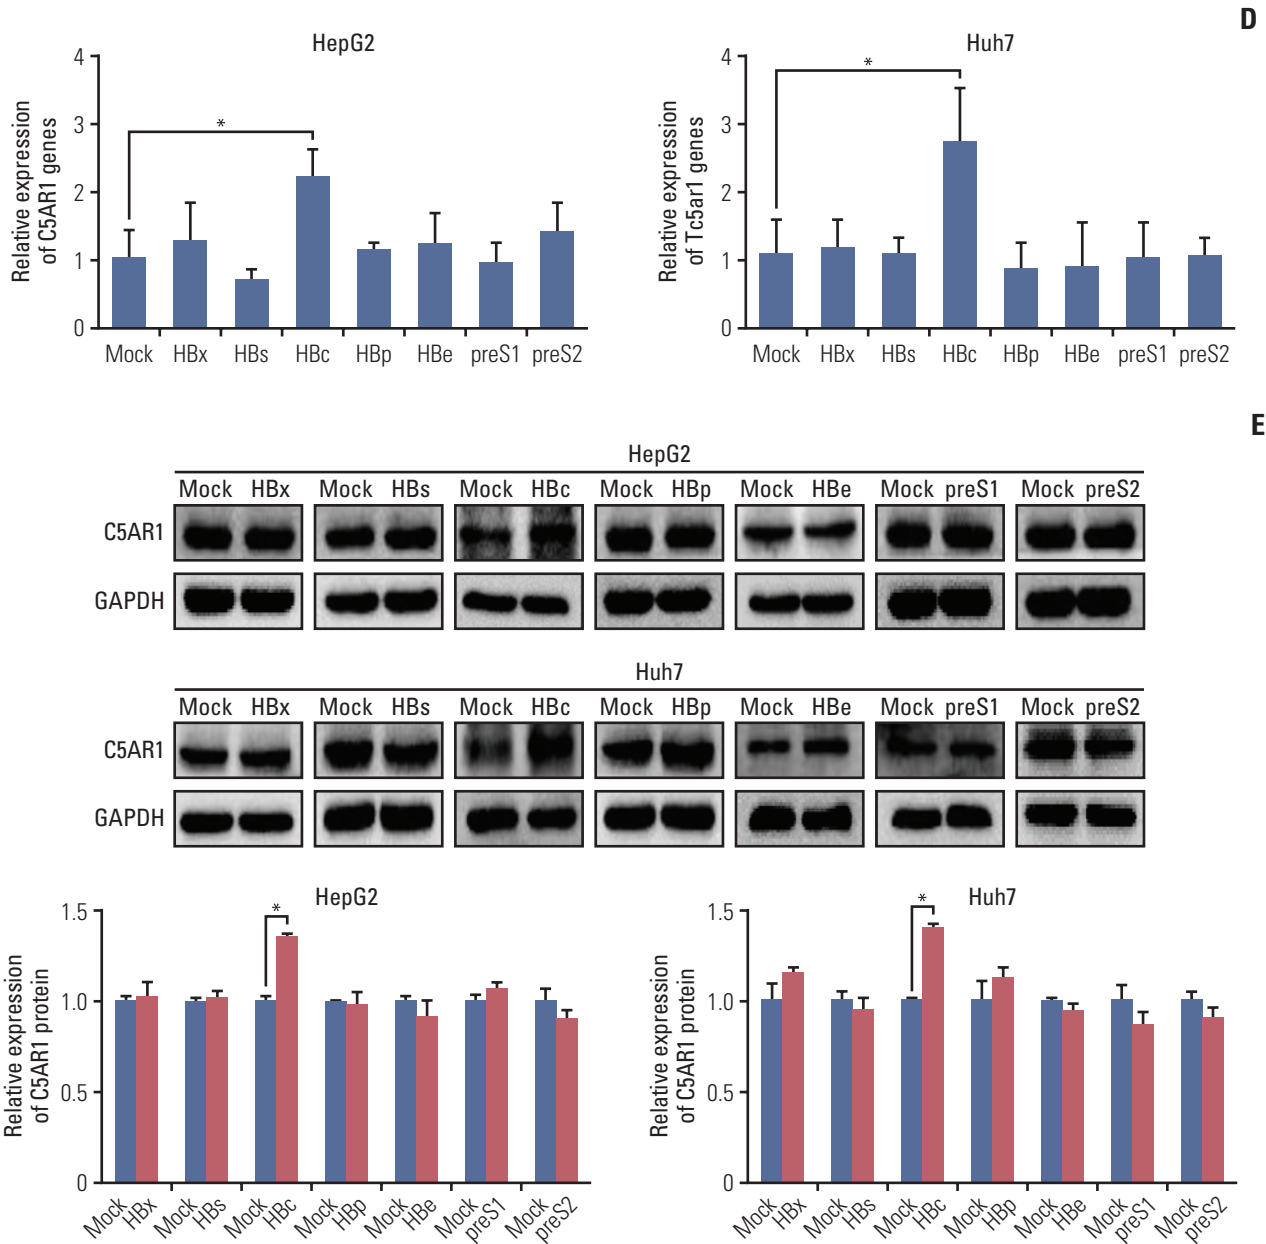 D
HepG2
Relative expression
of C5AR1 genes
4
3
2
1
0
*
Mock HBx HBs HBc HBp HBe preS1 preS2
Huh7
Relative expression
of Tc5ar1 genes
4
3
2
1
0
*
Mock HBx HBs HBc HBp HBe preS1 preS2
E
HepG2
Mock HBx Mock HBs Mock HBc Mock HBp Mock HBe Mock preS1 Mock preS2
C5AR1
GAPDH
Huh7
Mock HBx Mock HBs Mock HBc Mock HBp Mock HBe Mock preS1 Mock preS2
C5AR1
GAPDH
HepG2
Relative expression
of C5AR1 protein
1.5
1.0
0.5
0
*
Mock HBx Mock HBs Mock HBc Mock HBp Mock HBe Mock preS1 Mock preS2
Huh7
Relative expression
of C5AR1 protein
1.5
1.0
0.5
0
*
Mock HBx Mock HBs Mock HBc Mock HBp Mock HBe Mock preS1 Mock preS2